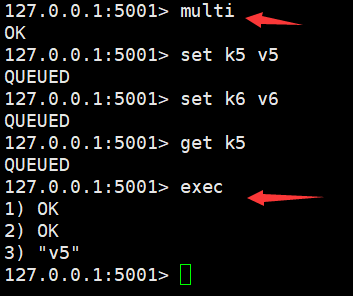 127.0.0.1:5001> multi
OK
127.0.0.1:5001> set k5 v5
QUEUED
127.0.0.1:5001> set k6 v6
QUEUED
127.0.0.1:5001> get k5
QUEUED
127.0.0.1:5001> exec
1) OK
2) OK
3) "v5"
127.0.0.1:5001>